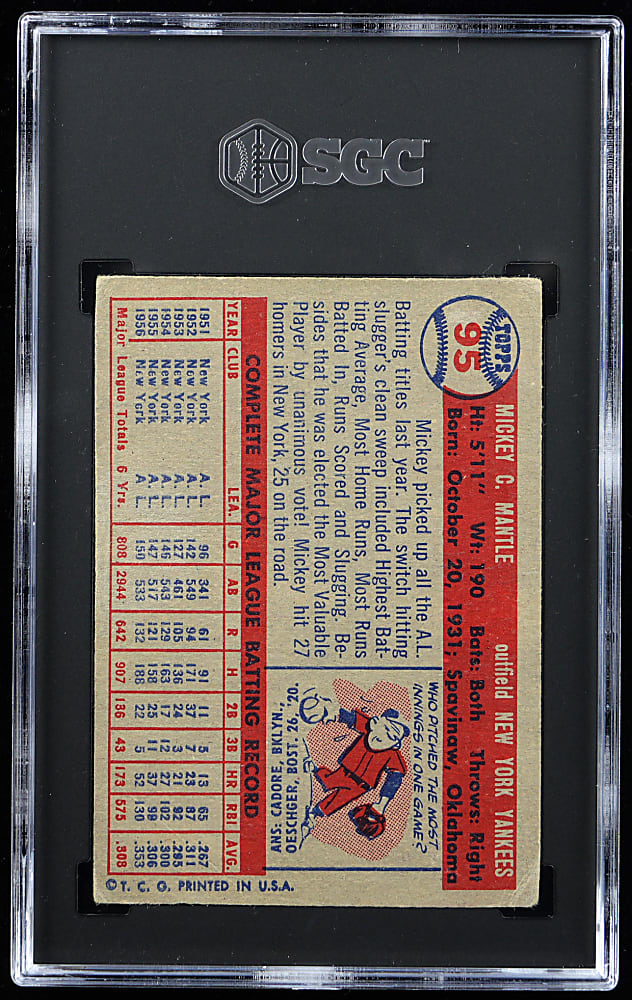 SGC
TOPPS
95
MICKEY C. MANTLE outfield NEW YORK YANKEES
Ht: 5'11" Wt: 190 Bats: Both Throws: Right
Born: October 20, 1931; Spavinaw, Oklahoma
Mickey picked up all the A.L.
Batting titles last year. The switch hitting
slugger's clean sweep included Highest Bat-
ting Average, Most Home Runs, Most Runs
Batted In, Runs Scored and Slugging. Be-
sides that he was elected the Most Valuable
Player by unanimous vote! Mickey hit 27
homers in New York, 25 on the road.
WHO PITCHED THE MOST
INNINGS IN ONE GAME?
ANS: CADORE BKLYN.,
OESCHGER BOST. 26,
'20.
COMPLETE MAJOR LEAGUE BATTING RECORD
YEAR CLUB LEA. G AB R H 2B 3B HR RBI AVG.
1951 New York A. L. 96 341 61 91 11 5 13 65 .267
1952 New York A. L. 142 549 94 171 37 7 23 87 .311
1953 New York A. L. 127 461 105 136 24 3 21 92 .295
1954 New York A. L. 146 543 129 163 17 12 27 102 .300
1955 New York A. L. 147 517 121 158 25 11 37 99 .306
1956 New York A. L. 150 533 132 188 22 5 52 130 .353
Major League Totals 6 Yrs. 808 2944 642 907 136 43 173 575 .308
©T. C. G. PRINTED IN U.S.A.